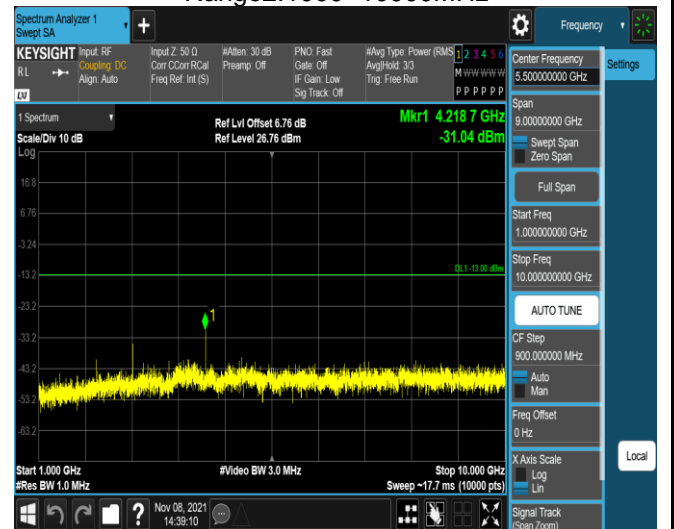 Spectrum Analyzer 1
Swept SA
+
Frequency
KEYSIGHT
RL
LXI
Input: RF
Coupling: DC
Align: Auto
Input Z: 50 Ω
Corr CCorr RCal
Freq Ref: Int (S)
#Atten: 30 dB
Preamp: Off
PNO: Fast
Gate: Off
IF Gain: Low
Sig Track: Off
#Avg Type: Power (RMS
Avg|Hold: 3/3
Trig: Free Run
1 2 3 4 5 6
M W W W W W
P P P P P P
1 Spectrum
Scale/Div 10 dB
Log
Ref Lvl Offset 6.76 dB
Ref Level 26.76 dBm
Mkr1 4.218 7 GHz
-31.04 dBm
16.8
6.76
-3.24
-13.2
-23.2
-33.2
-43.2
-53.2
-63.2
DL1 -13.00 dBm
1
Start 1.000 GHz
#Res BW 1.0 MHz
#Video BW 3.0 MHz
Stop 10.000 GHz
Sweep ~17.7 ms (10000 pts)
Center Frequency
5.500000000 GHz
Settings
Span
9.00000000 GHz
Swept Span
Zero Span
Full Span
Start Freq
1.000000000 GHz
Stop Freq
10.000000000 GHz
AUTO TUNE
CF Step
900.000000 MHz
Auto
Man
Freq Offset
0 Hz
X Axis Scale
Log
Lin
Local
Signal Track
(Span Zoom)
?
Nov 08, 2021
14:39:10